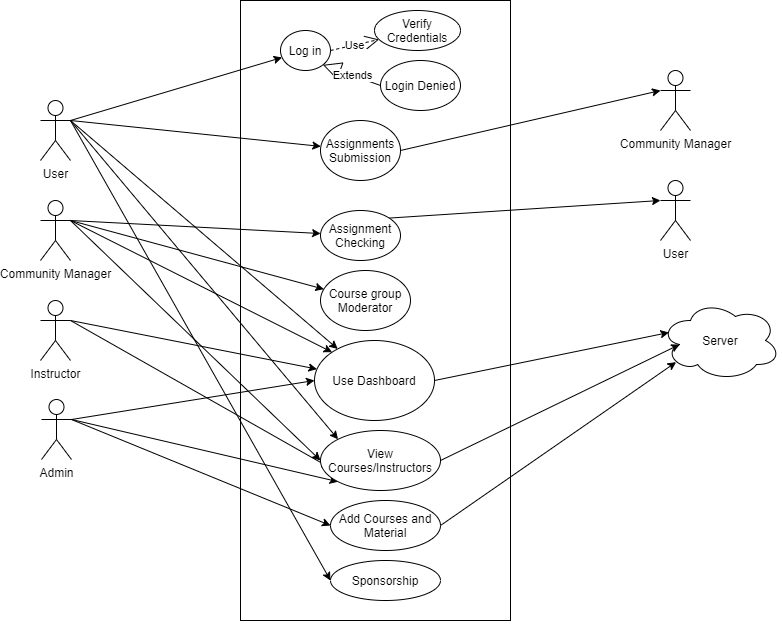 Verify
Credentials
Log in
Use
Extends
Login Denied
Assignments
Submission
Community Manager
User
Assignment
Checking
User
Community Manager
Course group
Moderator
Instructor
Server
Use Dashboard
Admin
View
Courses/Instructors
Add Courses and
Material
Sponsorship